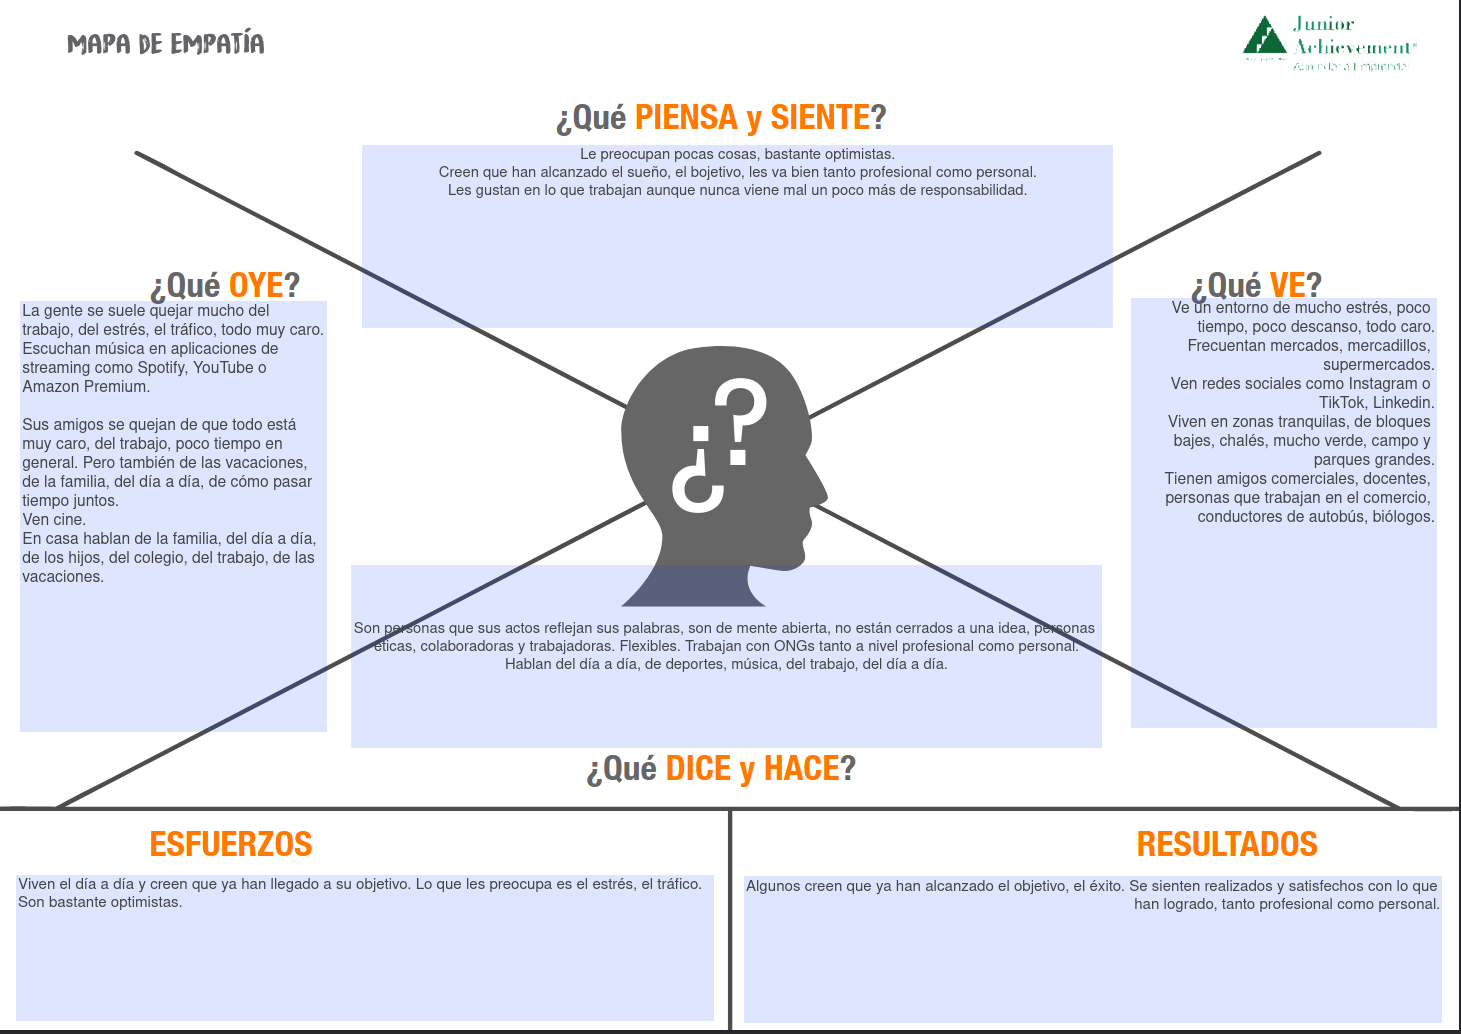 MAPA DE EMPATÍA
Junior
Achievement®
¿Qué PIENSA y SIENTE?
Le preocupan pocas cosas, bastante optimistas.
Creen que han alcanzado el sueño, el bojetivo, les va bien tanto profesional como personal.
Les gustan en lo que trabajan aunque nunca viene mal un poco más de responsabilidad.
¿Qué OYE?
La gente se suele quejar mucho del
trabajo, del estrés, el tráfico, todo muy caro.
Escuchan música en aplicaciones de
streaming como Spotify, YouTube o
Amazon Premium.
Sus amigos se quejan de que todo está
muy caro, del trabajo, poco tiempo en
general. Pero también de las vacaciones,
de la familia, del día a día, de cómo pasar
tiempo juntos.
Ven cine.
En casa hablan de la familia, del día a día,
de los hijos, del colegio, del trabajo, de las
vacaciones.
¿Qué VE?
Ve un entorno de mucho estrés, poco
tiempo, poco descanso, todo caro.
Frecuentan mercados, mercadillos,
supermercados.
Ven redes sociales como Instagram o
TikTok, Linkedin.
Viven en zonas tranquilas, de bloques
bajes, chalés, mucho verde, campo y
parques grandes.
Tienen amigos comerciales, docentes,
personas que trabajan en el comercio,
conductores de autobús, biólogos.
¿?
Son personas que sus actos reflejan sus palabras, son de mente abierta, no están cerrados a una idea, personas
éticas, colaboradoras y trabajadoras. Flexibles. Trabajan con ONGs tanto a nivel profesional como personal.
Hablan del día a día, de deportes, música, del trabajo, del día a día.
¿Qué DICE y HACE?
ESFUERZOS
Viven el día a día y creen que ya han llegado a su objetivo. Lo que les preocupa es el estrés, el tráfico.
Son bastante optimistas.
RESULTADOS
Algunos creen que ya han alcanzado el objetivo, el éxito. Se sienten realizados y satisfechos con lo que
han logrado, tanto profesional como personal.